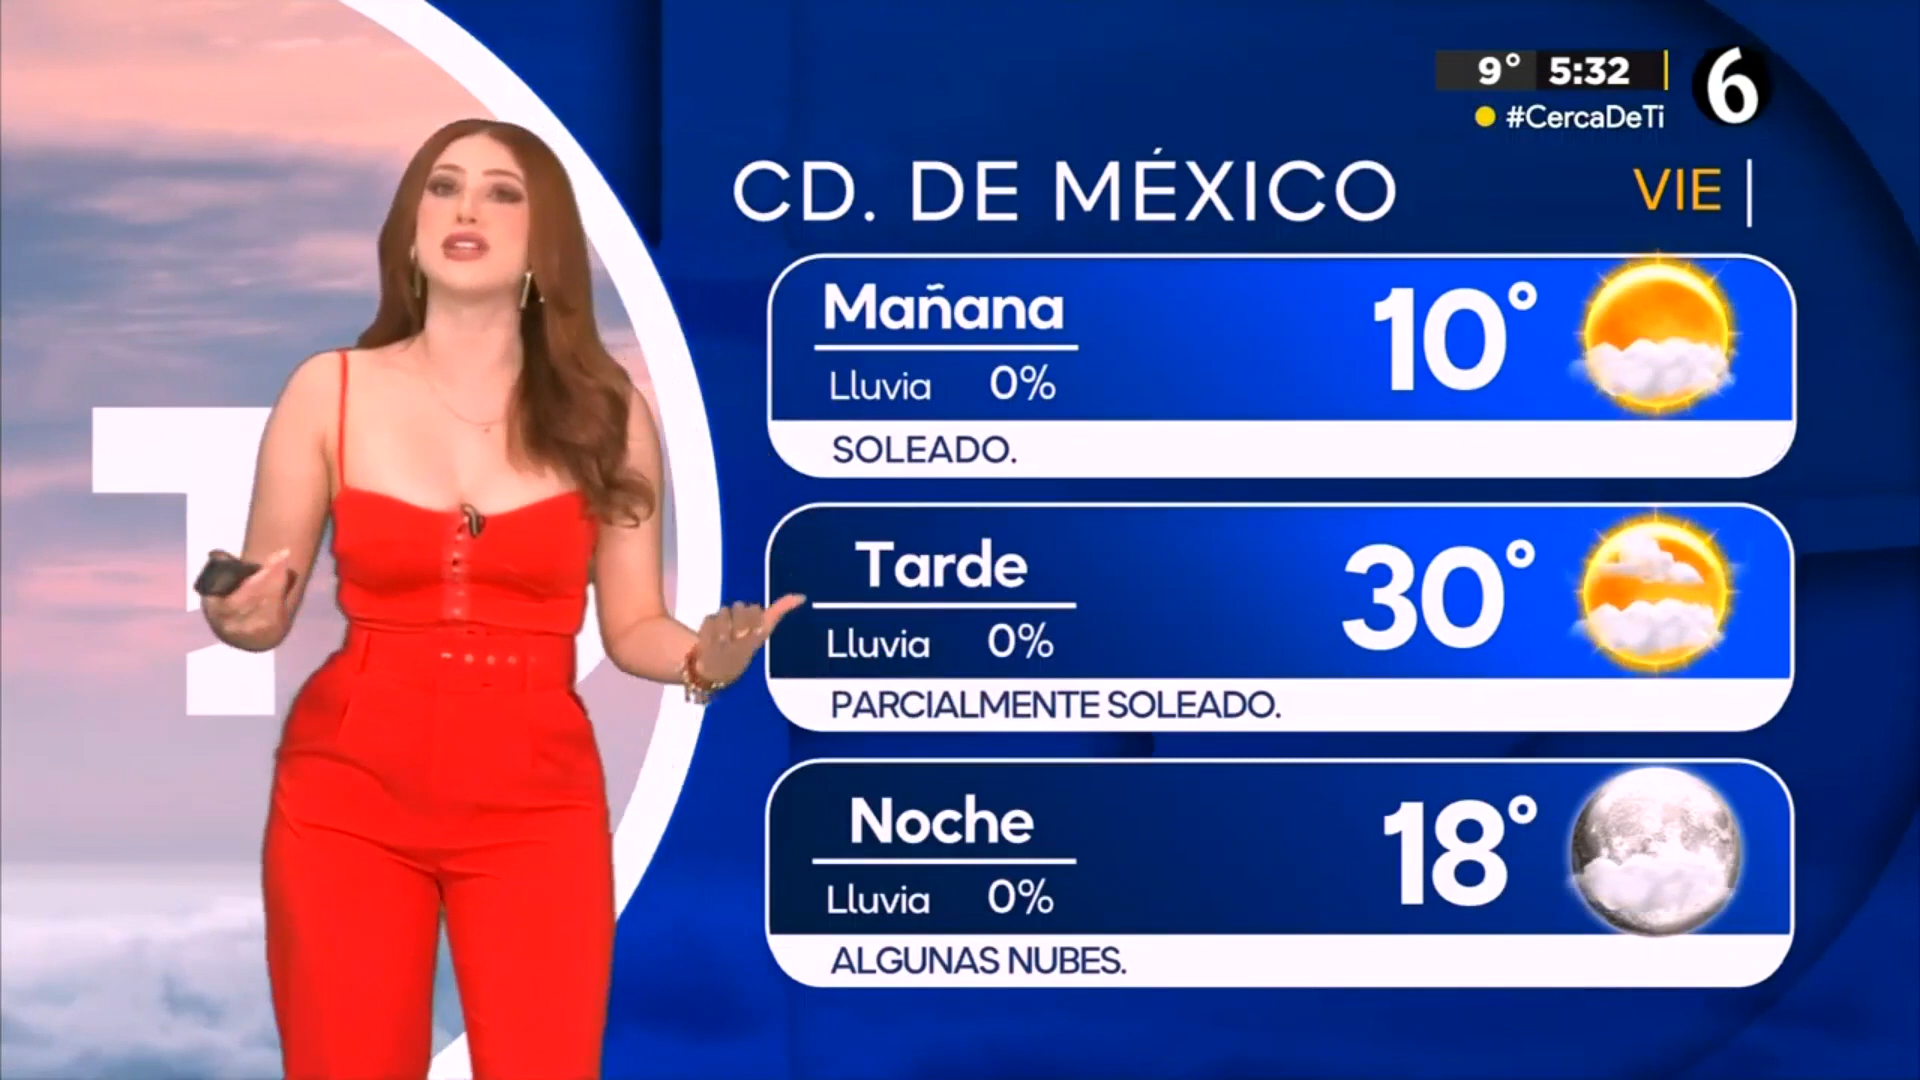 9° 5:32
#CercaDeTi
6
CD. DE MÉXICO
VIE
Mañana
10°
Lluvia 0%
SOLEADO.
Tarde
30°
Lluvia 0%
PARCIALMENTE SOLEADO.
Noche
18°
Lluvia 0%
ALGUNAS NUBES.
T